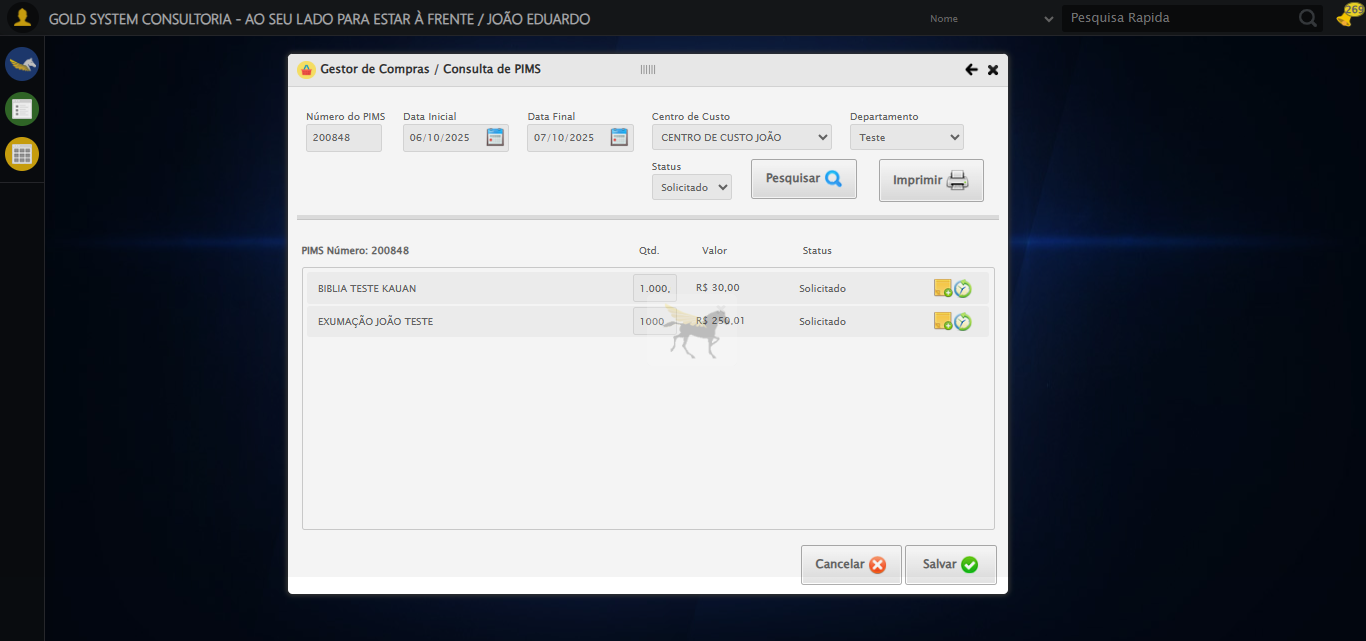 GOLD SYSTEM CONSULTORIA - AO SEU LADO PARA ESTAR À FRENTE / JOÃO EDUARDO
Nome
Pesquisa Rapida
269
Gestor de Compras / Consulta de PIMS
Número do PIMS Data Inicial Data Final Centro de Custo Departamento
200848 06/10/2025 07/10/2025 CENTRO DE CUSTO JOÃO Teste
Status
Solicitado Pesquisar Imprimir
PIMS Número: 200848 Qtd. Valor Status
BIBLIA TESTE KAUAN 1.000, R$ 30,00 Solicitado
EXUMAÇÃO JOÃO TESTE 1000 R$ 250,01 Solicitado
Cancelar Salvar